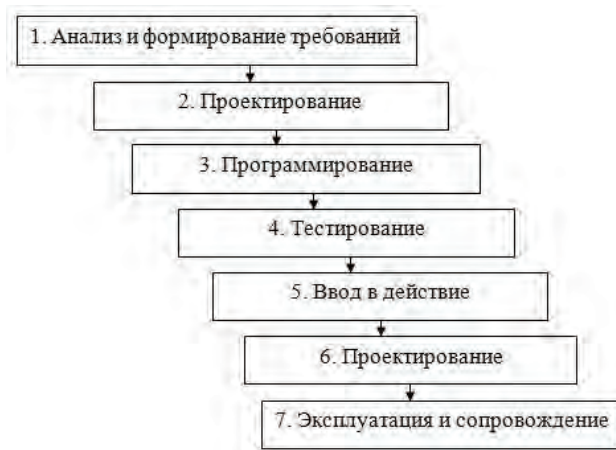 1. Анализ и формирование требований
2. Проектирование
3. Программирование
4. Тестирование
5. Ввод в действие
6. Проектирование
7. Эксплуатация и сопровождение